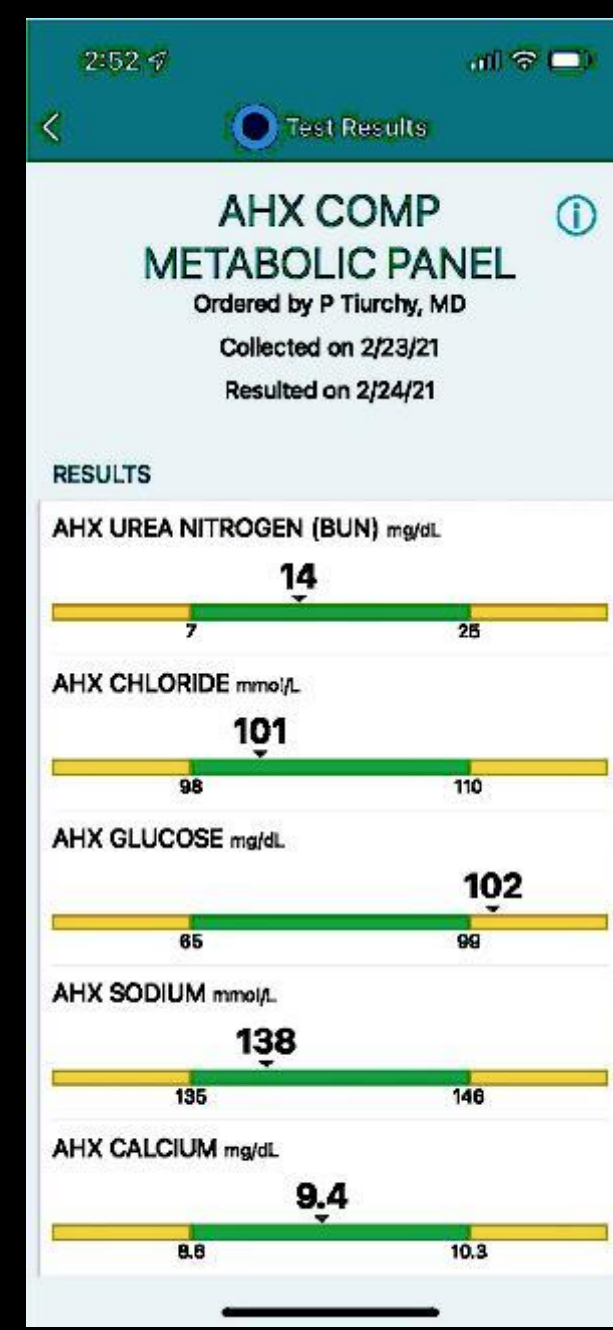 2:52
Test Results
AHX COMP
METABOLIC PANEL
Ordered by P Tiurchy, MD
Collected on 2/23/21
Resulted on 2/24/21
RESULTS
AHX UREA NITROGEN (BUN) mg/dL
14
7 25
AHX CHLORIDE mmol/L
101
98 110
AHX GLUCOSE mg/dL
102
65 99
AHX SODIUM mmol/L
138
135 146
AHX CALCIUM mg/dL
9.4
8.6 10.3